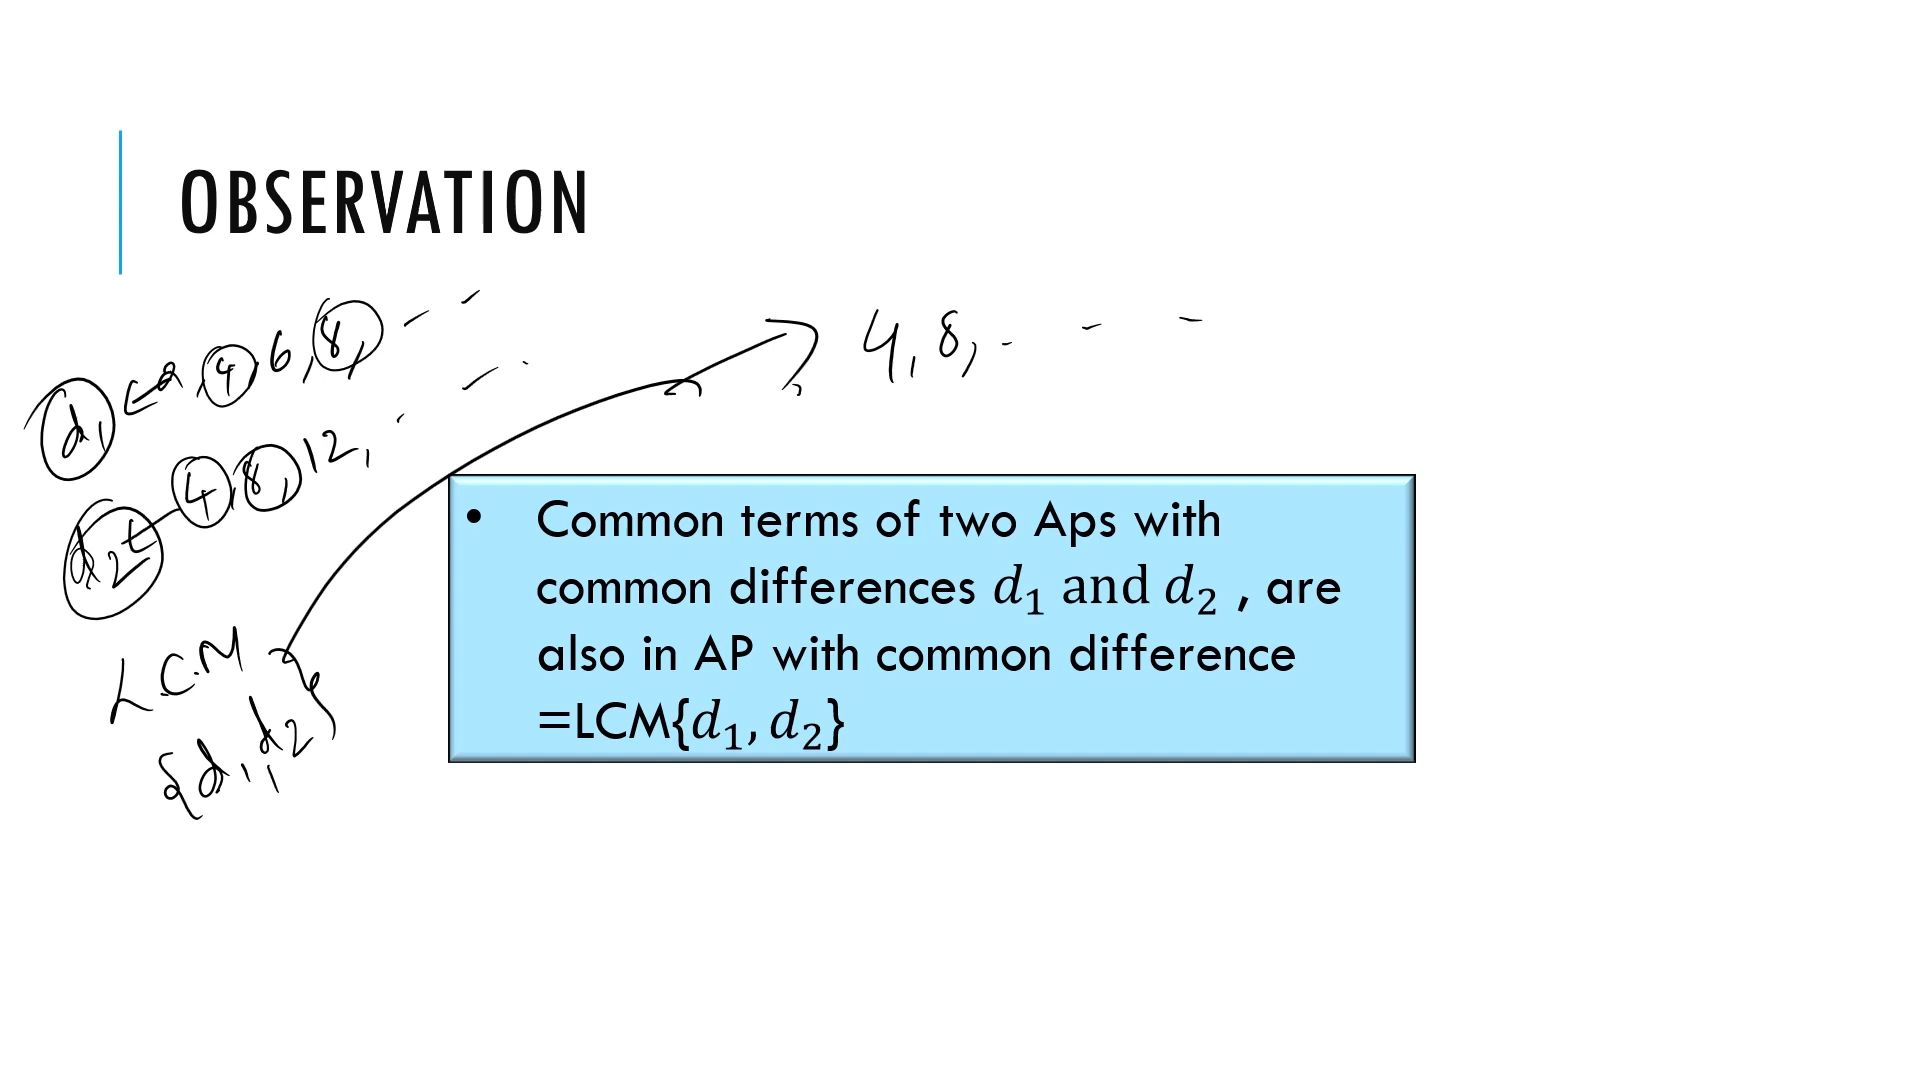 OBSERVATION
d₁ ← 2, 4, 6, 8, - -
4, 8, . - -
d₂ ← 4, 8, 12, . - .
• Common terms of two Aps with
common differences 𝑑₁ and 𝑑₂ , are
also in AP with common difference
=LCM{𝑑₁, 𝑑₂}
LCM
{d₁, d₂}